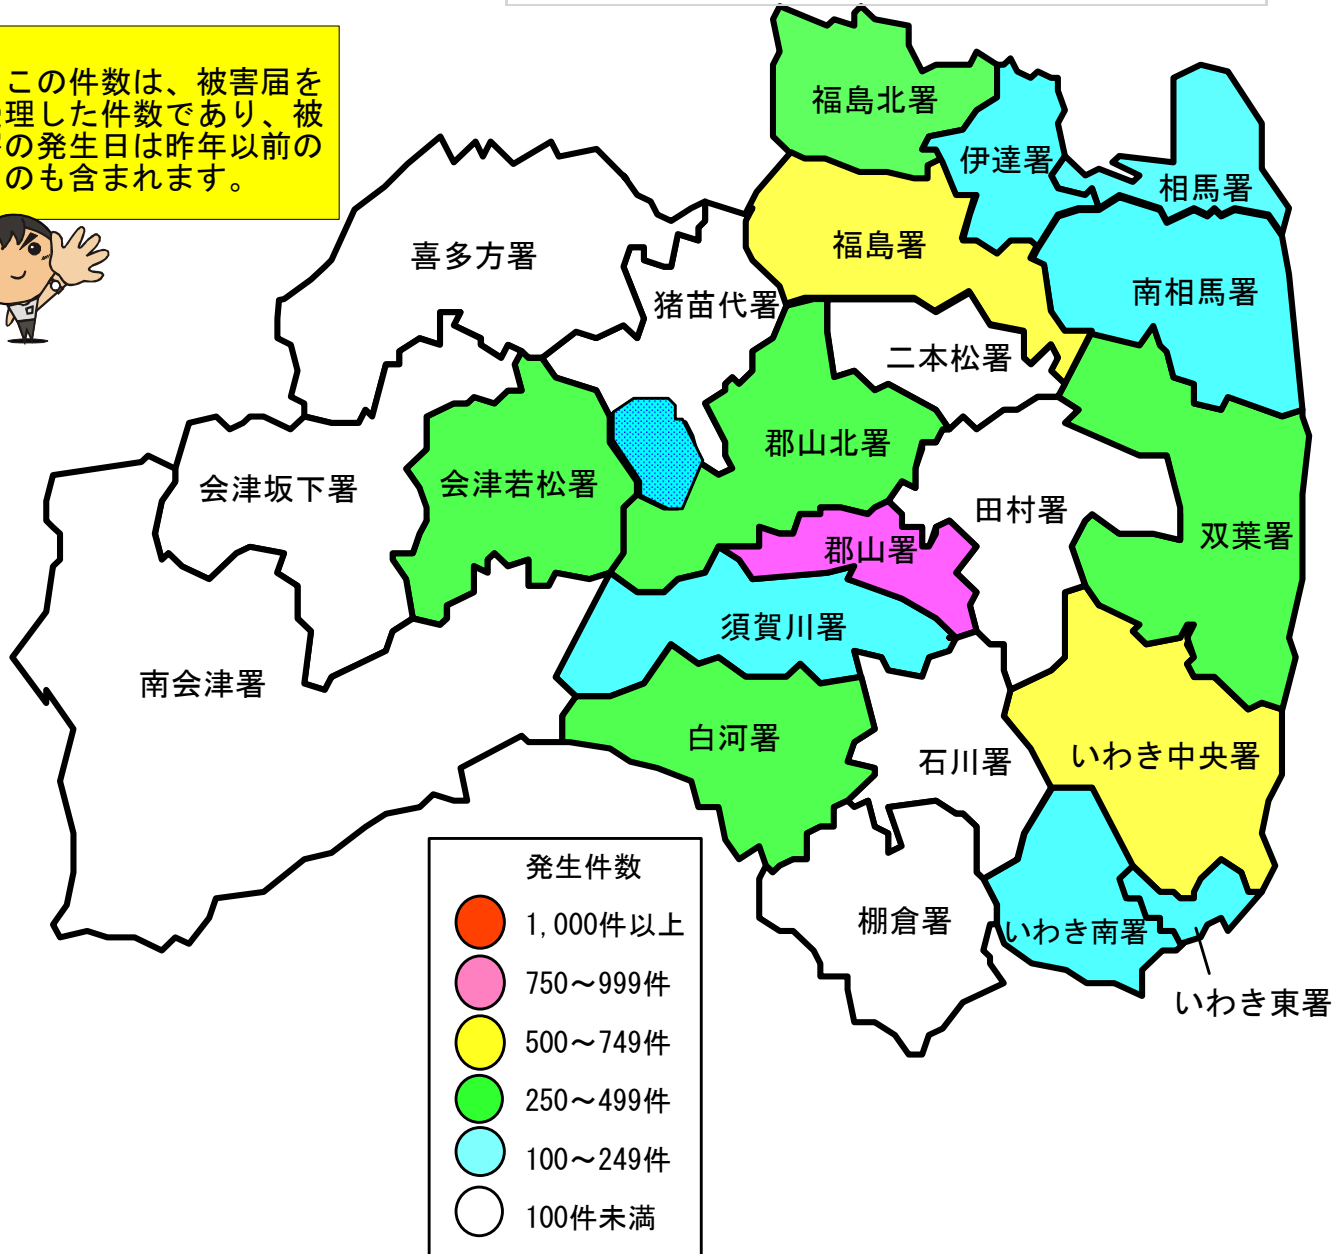 この件数は、被害届を
理した件数であり、被
の発生日は昨年以前の
のも含まれます。
福島北署
伊達署
相馬署
福島署
喜多方署
南相馬署
猪苗代署
二本松署
郡山北署
会津若松署
会津坂下署
田村署
双葉署
郡山署
須賀川署
南会津署
白河署
石川署
いわき中央署
棚倉署
いわき南署
いわき東署
発生件数
1,000件以上
750～999件
500～749件
250～499件
100～249件
100件未満